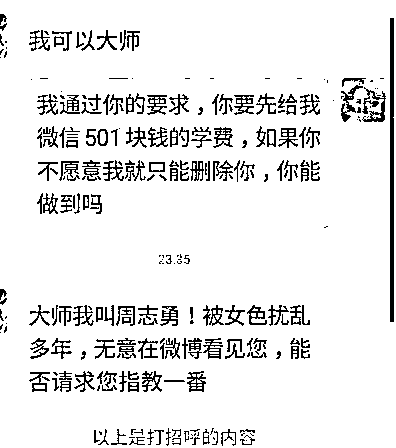 我可以大师
我通过你的要求，你要先给我
微信501块钱的学费，如果你
不愿意我就只能删除你，你能
做到吗
23:35
大师我叫周志勇！被女色扰乱
多年，无意在微博看见您，能
否请求您指教一番
以上是打招呼的内容